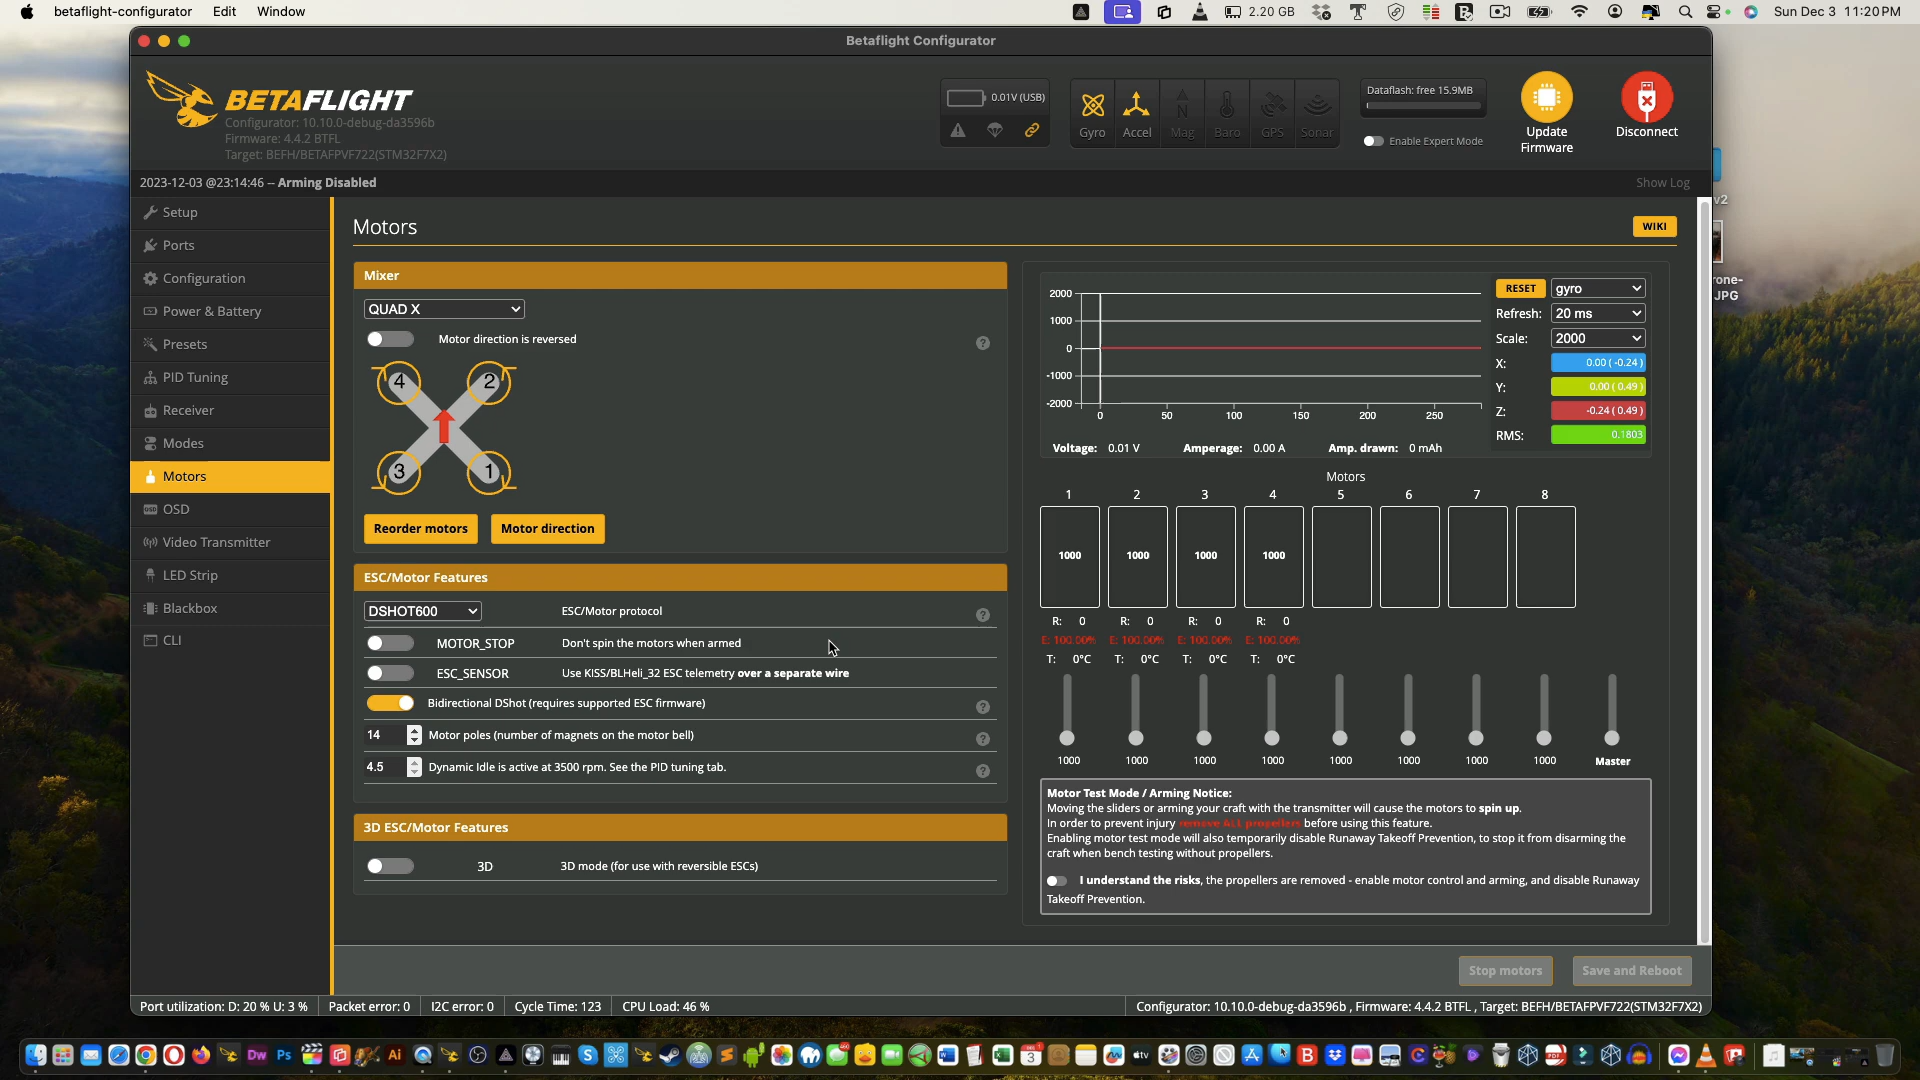 betaflight-configurator Edit Window
2.20 GB
Sun Dec 3 11:20 PM
Betaflight Configurator
BETAFLIGHT
Configurator: 10.10.0-debug-da3596b
Firmware: 4.4.2 BTFL
Target: BEFH/BETAFPVF722(STM32F7X2)
0.01V (USB)
Gyro Accel Mag Baro GPS Sonar
Dataflash: free 15.9MB
Enable Expert Mode
Update
Firmware
Disconnect
2023-12-03 @23:14:46 -- Arming Disabled
Show Log
Setup
Ports
Configuration
Power & Battery
Presets
PID Tuning
Receiver
Modes
Motors
OSD
Video Transmitter
LED Strip
Blackbox
CLI
Motors
WIKI
Mixer
QUAD X
Motor direction is reversed
4 2
3 1
Reorder motors Motor direction
ESC/Motor Features
DSHOT600 ESC/Motor protocol
MOTOR_STOP Don't spin the motors when armed
ESC_SENSOR Use KISS/BLHeli_32 ESC telemetry over a separate wire
Bidirectional DShot (requires supported ESC firmware)
14 Motor poles (number of magnets on the motor bell)
4.5 Dynamic Idle is active at 3500 rpm. See the PID tuning tab.
3D ESC/Motor Features
3D 3D mode (for use with reversible ESCs)
2000
1000
0
-1000
-2000
0 50 100 150 200 250
RESET gyro
Refresh: 20 ms
Scale: 2000
X: 0.00 ( -0.24 )
Y: 0.00 ( 0.49 )
Z: -0.24 ( 0.49 )
RMS: 0.1803
Voltage: 0.01 V Amperage: 0.00 A Amp. drawn: 0 mAh
Motors
1 2 3 4 5 6 7 8
1000 1000 1000 1000
R: 0 R: 0 R: 0 R: 0
E: 100.00% E: 100.00% E: 100.00% E: 100.00%
T: 0°C T: 0°C T: 0°C T: 0°C
1000 1000 1000 1000 1000 1000 1000 1000 Master
Motor Test Mode / Arming Notice:
Moving the sliders or arming your craft with the transmitter will cause the motors to spin up.
In order to prevent injury remove ALL propellers before using this feature.
Enabling motor test mode will also temporarily disable Runaway Takeoff Prevention, to stop it from disarming the
craft when bench testing without propellers.
I understand the risks, the propellers are removed - enable motor control and arming, and disable Runaway
Takeoff Prevention.
Stop motors Save and Reboot
Port utilization: D: 20 % U: 3 % Packet error: 0 I2C error: 0 Cycle Time: 123 CPU Load: 46 %
Configurator: 10.10.0-debug-da3596b , Firmware: 4.4.2 BTFL , Target: BEFH/BETAFPVF722(STM32F7X2)
v2
rone-
JPG